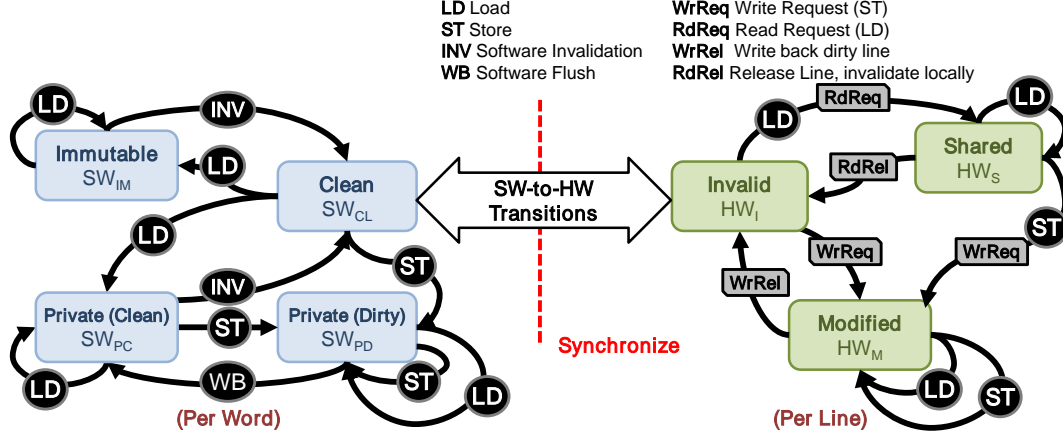 LD Load
ST Store
INV Software Invalidation
WB Software Flush
WrReq Write Request (ST)
RdReq Read Request (LD)
WrRel Write back dirty line
RdRel Release Line, invalidate locally
LD
INV
Immutable
SW_IM
LD
Clean
SW_CL
LD
ST
INV
Private (Clean)
SW_PC
ST
Private (Dirty)
SW_PD
LD
WB
ST
LD
(Per Word)
SW-to-HW
Transitions
Synchronize
LD
RdReq
LD
Shared
HW_S
RdRel
Invalid
HW_I
ST
WrReq
WrReq
WrRel
Modified
HW_M
LD
ST
(Per Line)